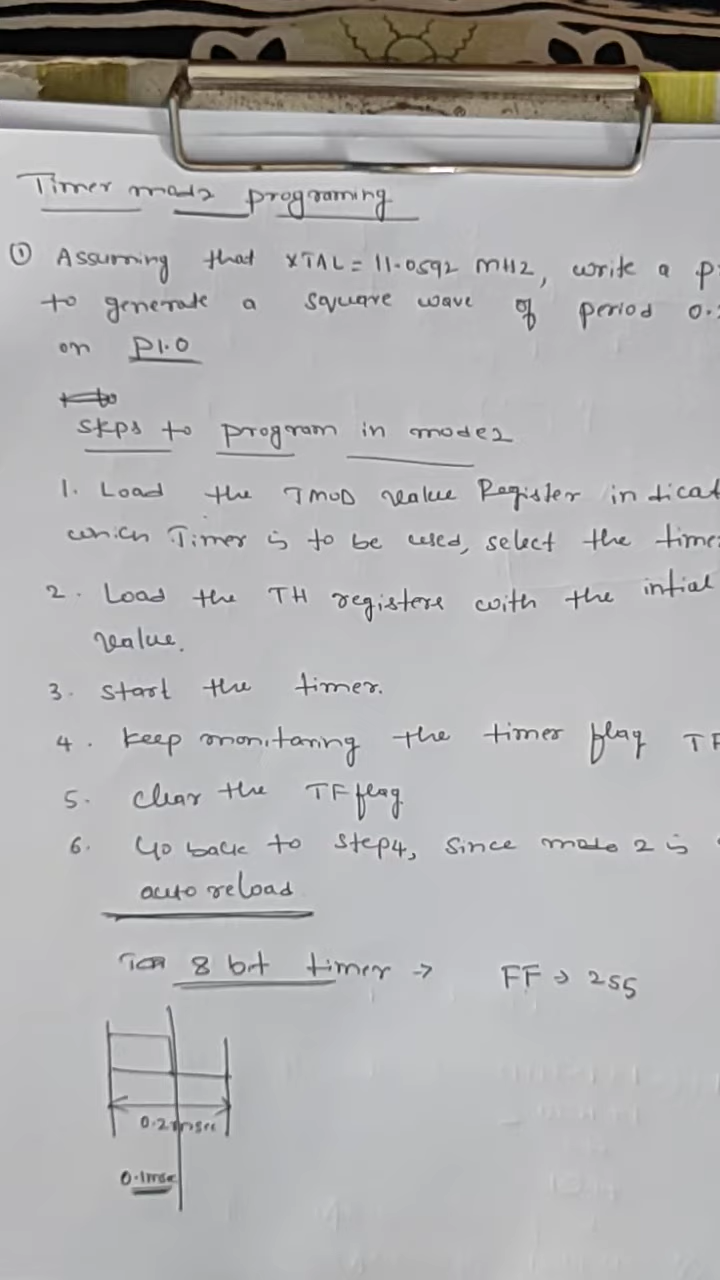 Timer mode2 programing
① Assuming that XTAL = 11.0592 MHZ, write a p
to generate a square wave of period 0.
on P1.0
Steps to program in mode2
1. Load the TMOD value Register indicat
which Timer is to be used, select the time
2. Load the TH registers with the intial
value.
3. start the timer.
4. Keep monitaring the timer flag TF
5. Clear the TF flag
6. Go back to step4, since mode 2 is
auto reload
8 bit timer → FF → 255
0.2msec
0.1msec